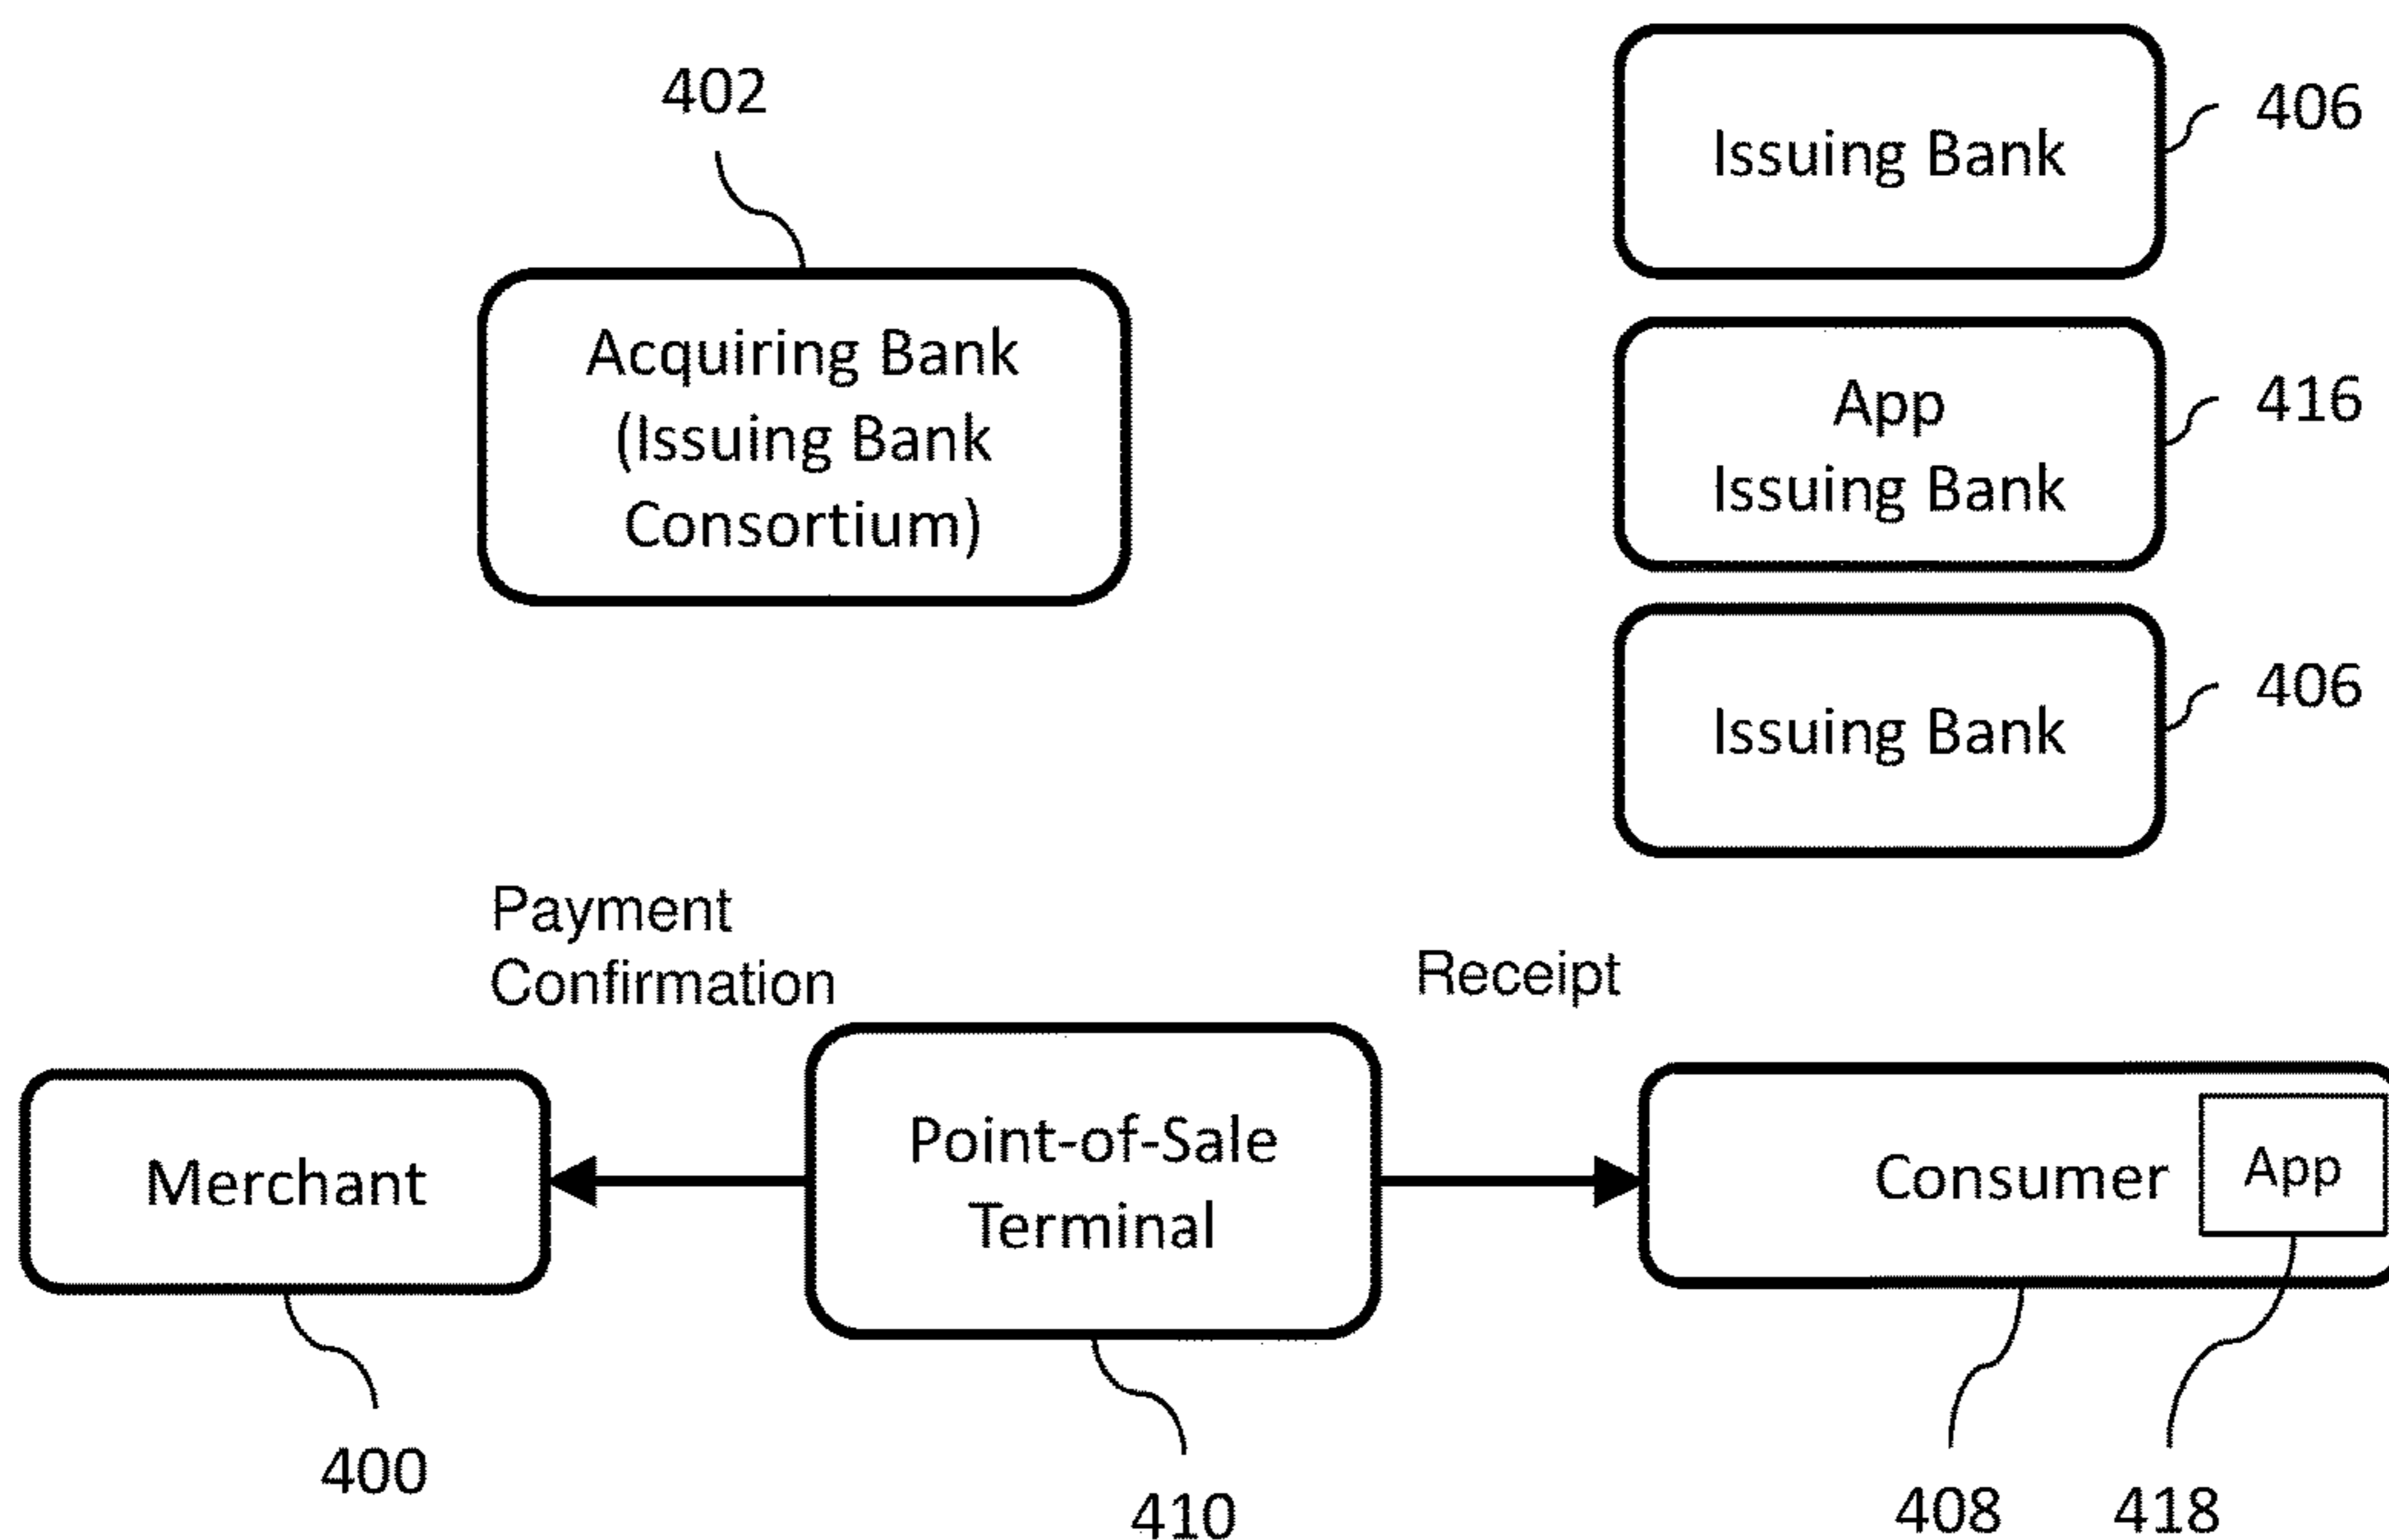 402
Acquiring Bank
(Issuing Bank
Consortium)
Issuing Bank
406
App
Issuing Bank
416
Issuing Bank
406
Payment
Confirmation
Receipt
Merchant
Point-of-Sale
Terminal
Consumer
App
400
410
408
418